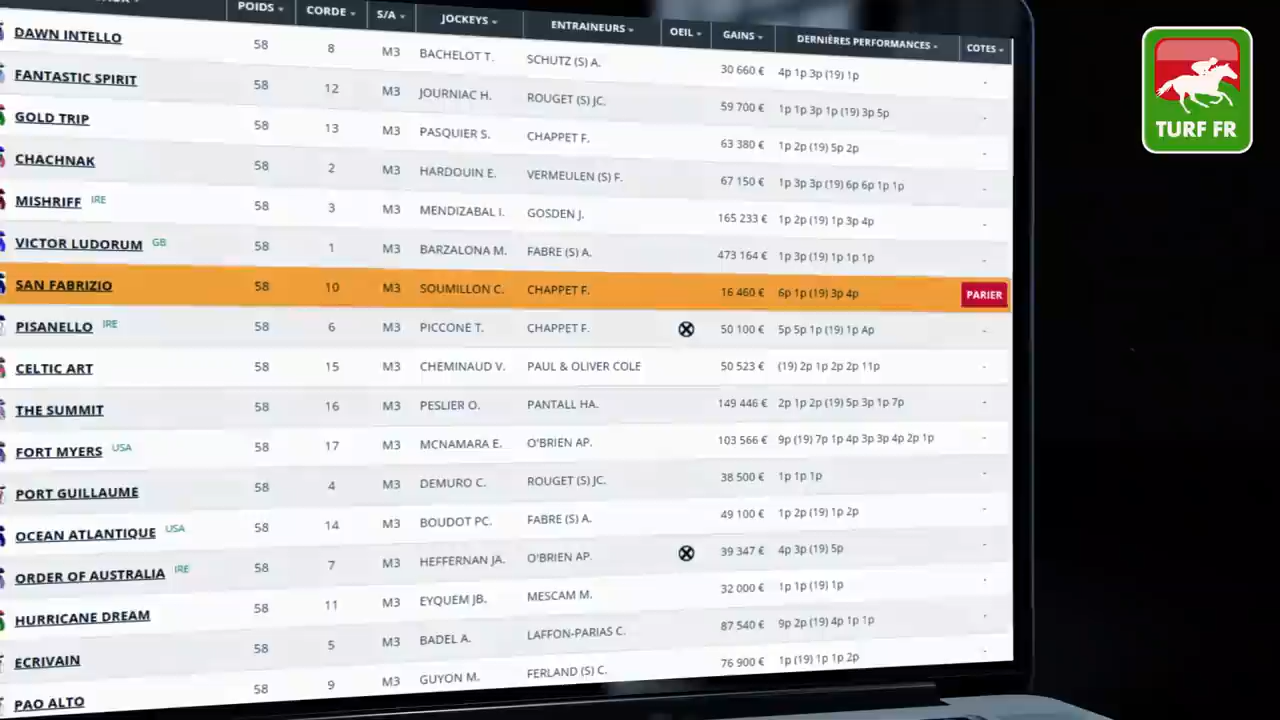 POIDS CORDE S/A JOCKEYS ENTRAINEURS OEIL GAINS DERNIÈRES PERFORMANCES COTES
DAWN INTELLO 58 8 M3 BACHELOT T. SCHUTZ (S) A. 30 660 € 4p 1p 3p (19) 1p -
FANTASTIC SPIRIT 58 12 M3 JOURNIAC H. ROUGET (S) JC. 59 700 € 1p 1p 3p 1p (19) 3p 5p -
GOLD TRIP 58 13 M3 PASQUIER S. CHAPPET F. 63 380 € 1p 2p (19) 5p 2p -
CHACHNAK 58 2 M3 HARDOUIN E. VERMEULEN (S) F. 67 150 € 1p 3p 3p (19) 6p 6p 1p 1p -
MISHRIFF IRE 58 3 M3 MENDIZABAL I. GOSDEN J. 165 233 € 1p 2p (19) 1p 3p 4p -
VICTOR LUDORUM GB 58 1 M3 BARZALONA M. FABRE (S) A. 473 164 € 1p 3p (19) 1p 1p 1p -
SAN FABRIZIO 58 10 M3 SOUMILLON C. CHAPPET F. 16 460 € 6p 1p (19) 3p 4p PARIER
PISANELLO IRE 58 6 M3 PICCONE T. CHAPPET F. 50 100 € 5p 5p 1p (19) 1p Ap -
CELTIC ART 58 15 M3 CHEMINAUD V. PAUL & OLIVER COLE 50 523 € (19) 2p 1p 2p 2p 11p -
THE SUMMIT 58 16 M3 PESLIER O. PANTALL HA. 149 446 € 2p 1p 2p (19) 5p 3p 1p 7p -
FORT MYERS USA 58 17 M3 MCNAMARA E. O'BRIEN AP. 103 566 € 9p (19) 7p 1p 4p 3p 3p 4p 2p 1p -
PORT GUILLAUME 58 4 M3 DEMURO C. ROUGET (S) JC. 38 500 € 1p 1p 1p -
OCEAN ATLANTIQUE USA 58 14 M3 BOUDOT PC. FABRE (S) A. 49 100 € 1p 2p (19) 1p 2p -
ORDER OF AUSTRALIA IRE 58 7 M3 HEFFERNAN JA. O'BRIEN AP. 39 347 € 4p 3p (19) 5p -
HURRICANE DREAM 58 11 M3 EYQUEM JB. MESCAM M. 32 000 € 1p 1p (19) 1p -
ECRIVAIN 58 5 M3 BADEL A. LAFFON-PARIAS C. 87 540 € 9p 2p (19) 4p 1p 1p -
PAO ALTO 58 9 M3 GUYON M. FERLAND (S) C. 76 900 € 1p (19) 1p 1p 2p -
TURF FR